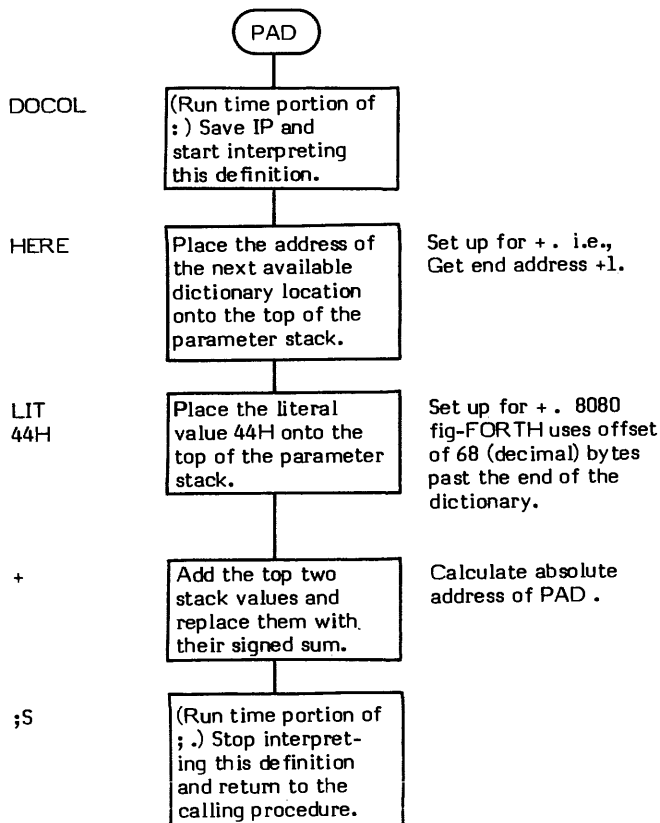 PAD
DOCOL
(Run time portion of
: ) Save IP and
start interpreting
this definition.
HERE
Place the address of
the next available
dictionary location
onto the top of the
parameter stack.
Set up for + . i.e.,
Get end address +1.
LIT
44H
Place the literal
value 44H onto the
top of the parameter
stack.
Set up for + . 8080
fig-FORTH uses offset
of 68 (decimal) bytes
past the end of the
dictionary.
+
Add the top two
stack values and
replace them with
their signed sum.
Calculate absolute
address of PAD .
;S
(Run time portion of
; .) Stop interpret-
ing this definition
and return to the
calling procedure.